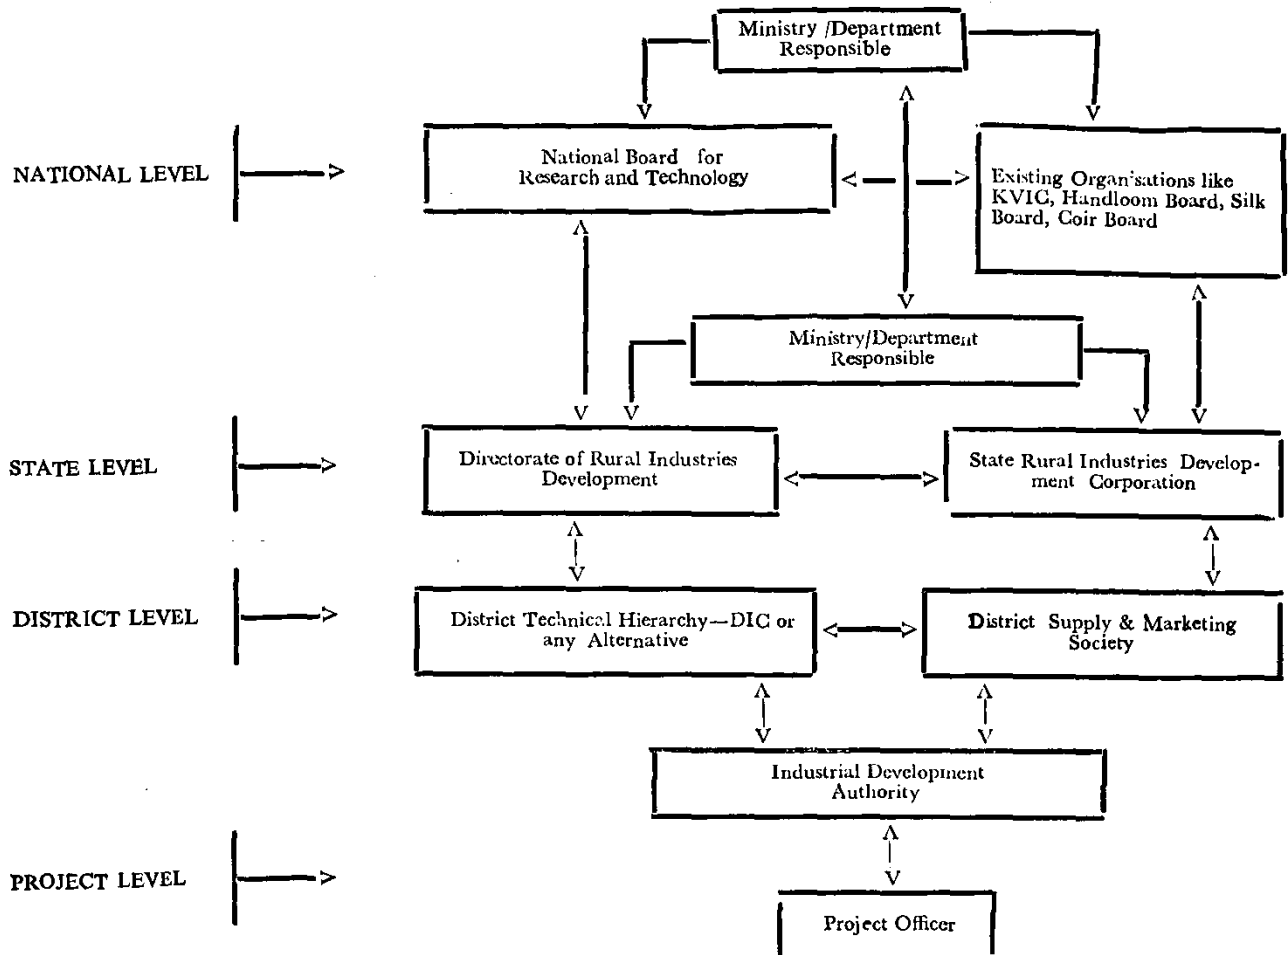 Ministry /Department
Responsible
NATIONAL LEVEL
National Board for
Research and Technology
Existing Organ'sations like
KVIC, Handloom Board, Silk
Board, Coir Board
Ministry/Department
Responsible
STATE LEVEL
Directorate of Rural Industries
Development
State Rural Industries Develop-
ment Corporation
DISTRICT LEVEL
District Technical Hierarchy—DIC or
any Alternative
District Supply & Marketing
Society
Industrial Development
Authority
PROJECT LEVEL
Project Officer